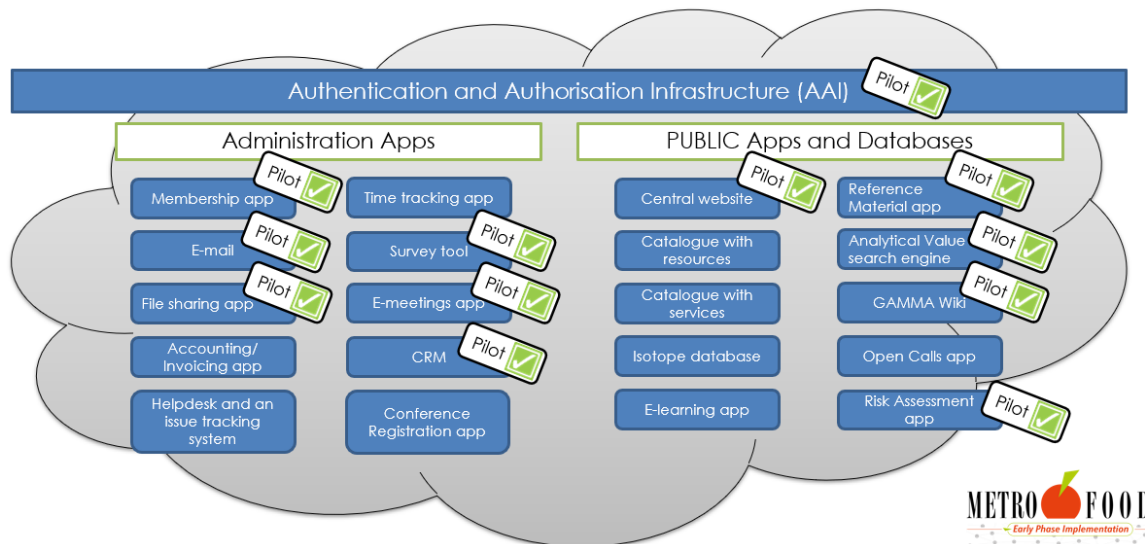 Authentication and Authorisation Infrastructure (AAI)
Pilot
Administration Apps
PUBLIC Apps and Databases
Membership app
Pilot
Time tracking app
E-mail
Pilot
Survey tool
Pilot
File sharing app
Pilot
E-meetings app
Pilot
Accounting/
Invoicing app
CRM
Pilot
Helpdesk and an
issue tracking
system
Conference
Registration app
Central website
Pilot
Reference
Material app
Pilot
Catalogue with
resources
Analytical Value
search engine
Pilot
Catalogue with
services
GAMMA Wiki
Pilot
Isotope database
Open Calls app
E-learning app
Risk Assessment
app
Pilot
METRO FOOD
Early Phase Implementation